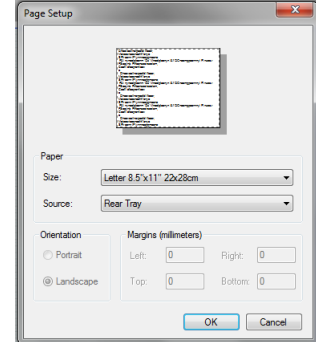 Page Setup
Paper
Size: Letter 8.5"x11" 22x28cm
Source: Rear Tray
Orientation
Portrait
Landscape
Margins (millimeters)
Left: 0 Right: 0
Top: 0 Bottom: 0
OK Cancel